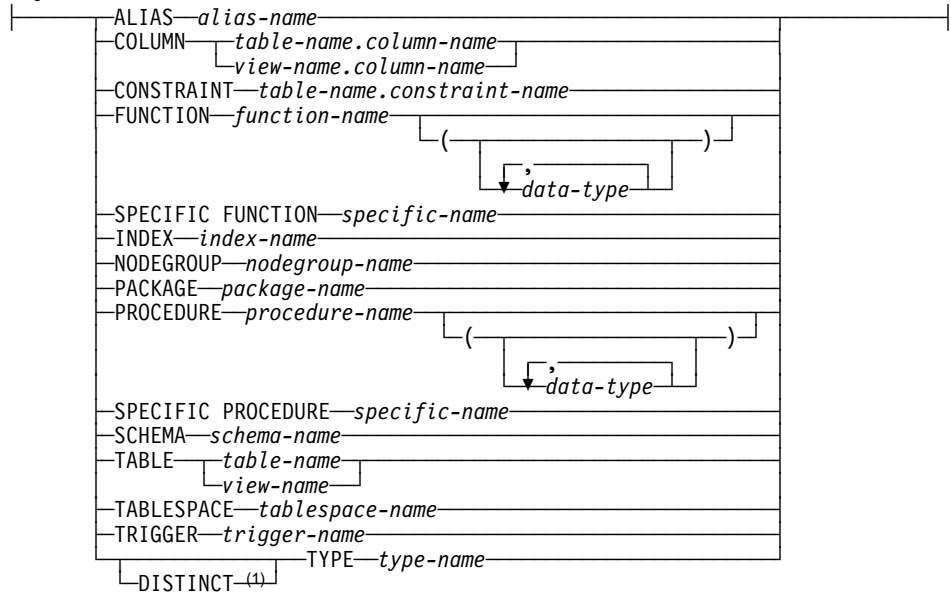 ALIAS alias-name
COLUMN table-name.column-name
view-name.column-name
CONSTRAINT table-name.constraint-name
FUNCTION function-name
( )
,
data-type
SPECIFIC FUNCTION specific-name
INDEX index-name
NODEGROUP nodegroup-name
PACKAGE package-name
PROCEDURE procedure-name
( )
,
data-type
SPECIFIC PROCEDURE specific-name
SCHEMA schema-name
TABLE table-name
view-name
TABLESPACE tablespace-name
TRIGGER trigger-name
TYPE type-name
DISTINCT (1)